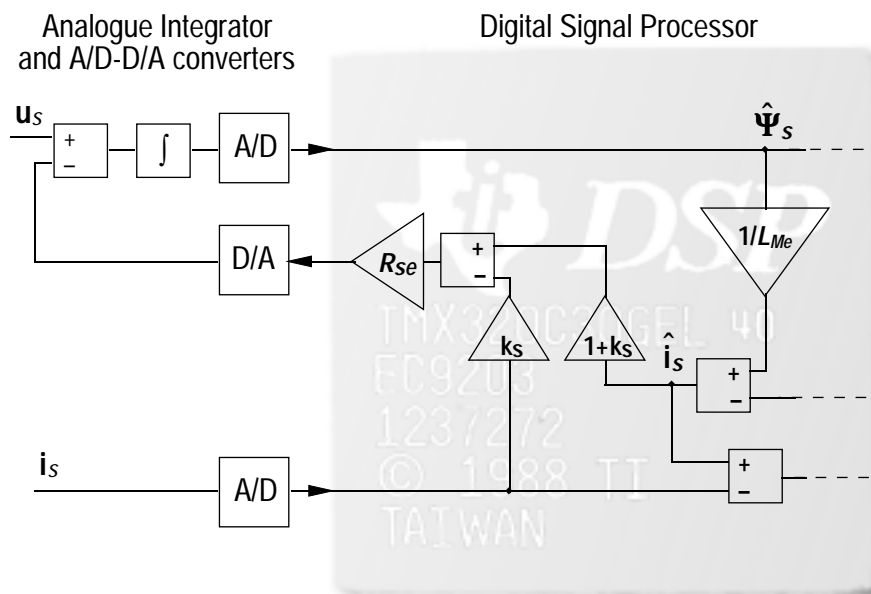 Analogue Integrator
and A/D-D/A converters
Digital Signal Processor
us
+
−
∫
A/D
Ψ̂s
DSP
1/LMe
D/A
Rse
+
−
ks
1+ks
îs
+
−
TMX320C30GEL 40
EC9203
1237272
© 1988 TI
TAIWAN
is
A/D
+
−